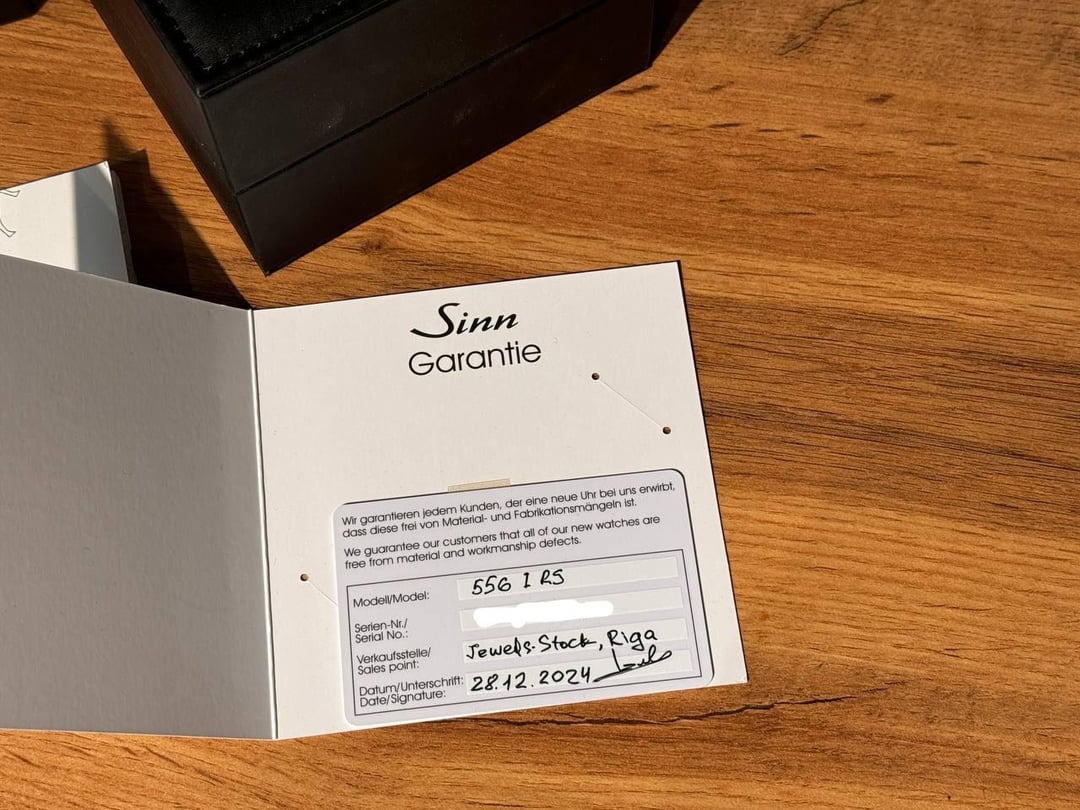 Sinn
Garantie
Wir garantieren jedem Kunden, der eine neue Uhr bei uns erwirbt,
dass diese frei von Material- und Fabrikationsmängeln ist.
We guarantee our customers that all of our new watches are
free from material and workmanship defects.
Modell/Model: 556 I RS
Serien-Nr./
Serial No.:
Verkaufsstelle/
Sales point: Jewels-Stock, Riga
Datum/Unterschrift:
Date/Signature: 28.12.2024